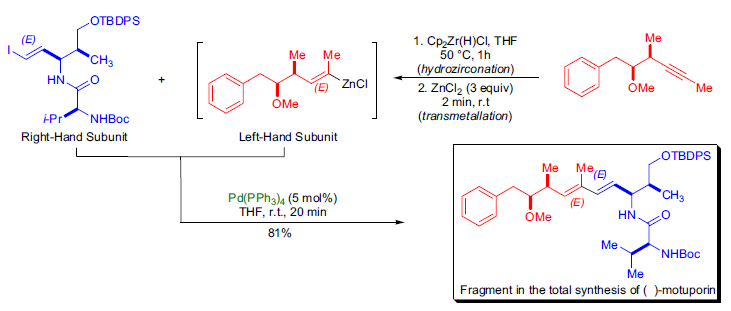 OTBDPS
(E)
I
CH3
HN
O
i-Pr
NHBoc
Right-Hand Subunit
+
Me
Me
ZnCl
(E)
OMe
Left-Hand Subunit
1. Cp2Zr(H)Cl, THF
50 °C, 1h
(hydrozirconation)
2. ZnCl2 (3 equiv)
2 min, r.t
(transmetallation)
Me
OMe
Me
Pd(PPh3)4 (5 mol%)
THF, r.t., 20 min
81%
Me
Me
(E)
OTBDPS
CH3
(E)
OMe
HN
O
Me
NHBoc
Me
Fragment in the total synthesis of ( )-motuporin